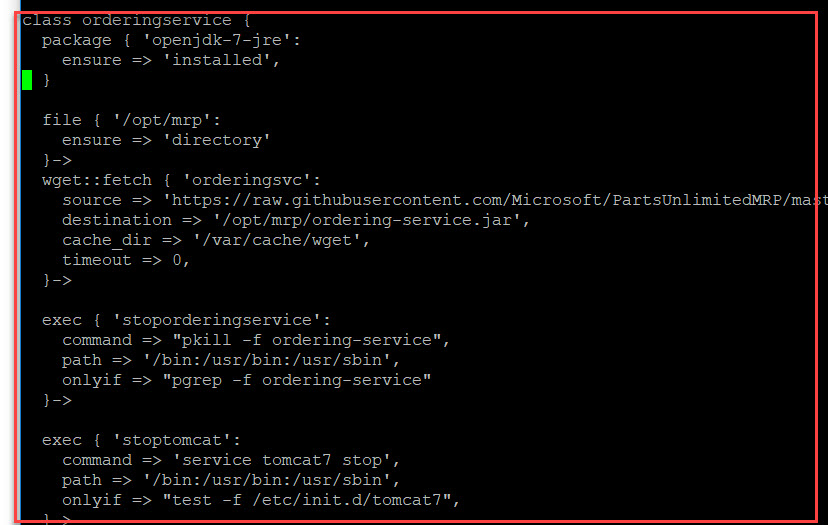 class orderingservice {
  package { 'openjdk-7-jre':
    ensure => 'installed',
  }
  file { '/opt/mrp':
    ensure => 'directory'
  }->
  wget::fetch { 'orderingsvc':
    source => 'https://raw.githubusercontent.com/Microsoft/PartsUnlimitedMRP/mast
    destination => '/opt/mrp/ordering-service.jar',
    cache_dir => '/var/cache/wget',
    timeout => 0,
  }->
  exec { 'stoporderingservice':
    command => "pkill -f ordering-service",
    path => '/bin:/usr/bin:/usr/sbin',
    onlyif => "pgrep -f ordering-service"
  }->
  exec { 'stoptomcat':
    command => 'service tomcat7 stop',
    path => '/bin:/usr/bin:/usr/sbin',
    onlyif => "test -f /etc/init.d/tomcat7",
  }->